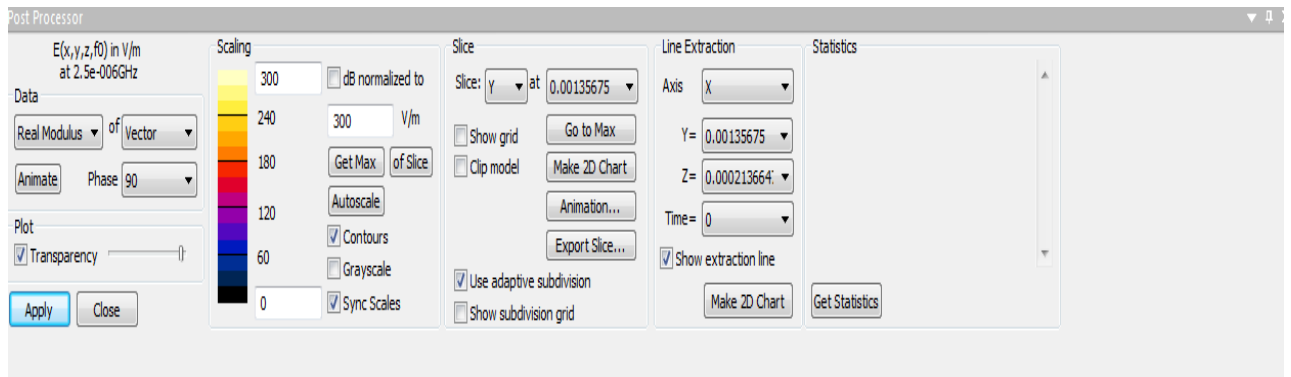 Post Processor
E(x,y,z,f0) in V/m
at 2.5e-006GHz
Data
Real Modulus of Vector
Animate Phase 90
Plot
Transparency
Apply Close
Scaling
300 dB normalized to
240 300 V/m
180 Get Max of Slice
Autoscale
120
Contours
60 Grayscale
0 Sync Scales
Slice
Slice: Y at 0.00135675
Show grid Go to Max
Clip model Make 2D Chart
Animation...
Export Slice...
Use adaptive subdivision
Show subdivision grid
Line Extraction
Axis X
Y= 0.00135675
Z= 0.000213664
Time= 0
Show extraction line
Make 2D Chart
Statistics
Get Statistics